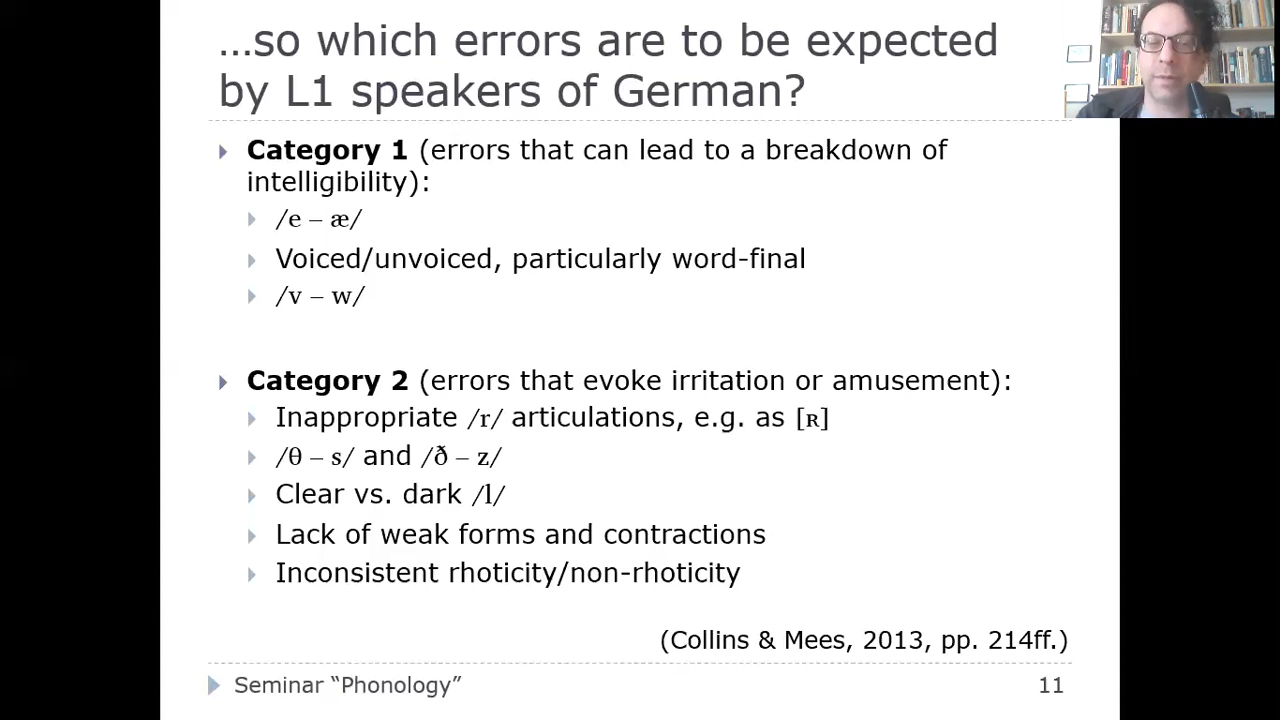 …so which errors are to be expected
by L1 speakers of German?
Category 1 (errors that can lead to a breakdown of
intelligibility):
/e – æ/
Voiced/unvoiced, particularly word-final
/v – w/
Category 2 (errors that evoke irritation or amusement):
Inappropriate /r/ articulations, e.g. as [ʀ]
/θ – s/ and /ð – z/
Clear vs. dark /l/
Lack of weak forms and contractions
Inconsistent rhoticity/non-rhoticity
(Collins & Mees, 2013, pp. 214ff.)
Seminar “Phonology”
11